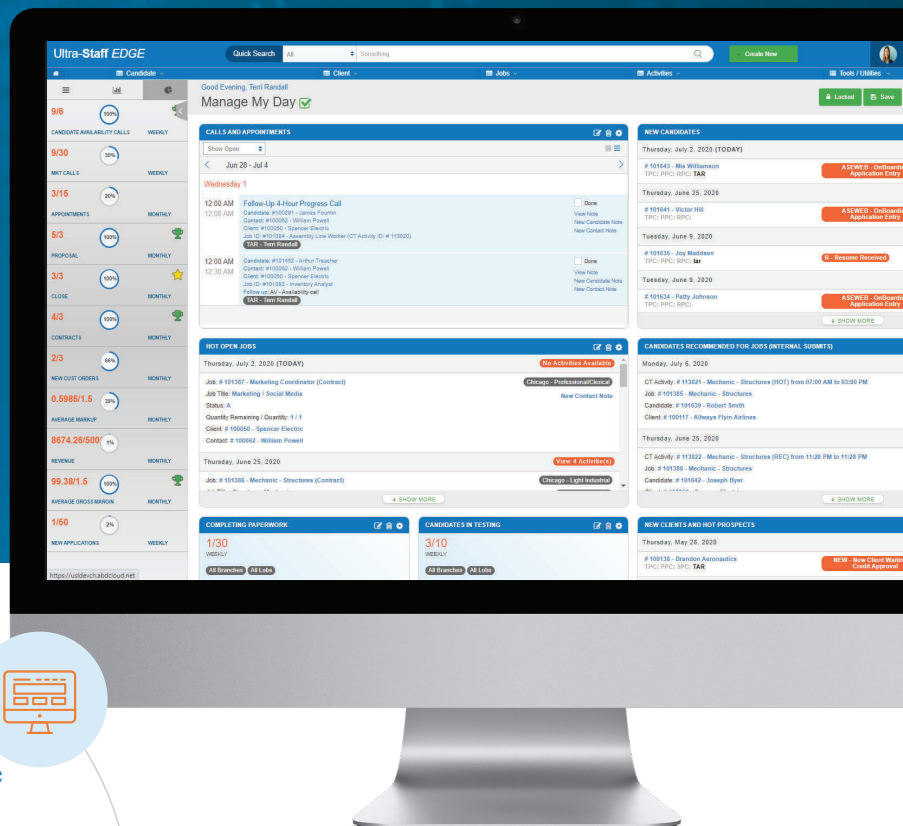 Ultra-Staff EDGE
Quick Search
All
Something
Create New
Candidate
Client
Jobs
Activities
Tools / Utilities
Good Evening, Terri Randall
Manage My Day
Locked
Save
9/6
100%
CANDIDATE AVAILABILITY CALLS WEEKLY
9/30
30%
MKT CALLS WEEKLY
3/15
20%
APPOINTMENTS MONTHLY
5/3
100%
PROPOSAL MONTHLY
3/3
100%
CLOSE MONTHLY
4/3
100%
CONTRACTS MONTHLY
2/3
66%
NEW CUST ORDERS MONTHLY
0.5985/1.5
39%
AVERAGE MARKUP MONTHLY
8674.26/500
1%
REVENUE MONTHLY
99.38/1.5
100%
AVERAGE GROSS MARGIN MONTHLY
1/50
2%
NEW APPLICATIONS WEEKLY
https://usldevch.abdcloud.net
CALLS AND APPOINTMENTS
Show Open
Jun 28 - Jul 4
Wednesday 1
12:00 AM Follow-Up 4-Hour Progress Call
12:00 AM Candidate: #100281 - James Fountin
Contact: #100062 - William Powell
Client: #100050 - Spencer Electric
Job ID: #101384 - Assembly Line Worker (CT Activity ID: # 113020)
TAR - Terri Randall
Done
View Note
New Candidate Note
New Contact Note
12:00 AM Candidate: #101452 - Arthur Treacher
12:30 AM Contact: #100062 - William Powell
Client: #100050 - Spencer Electric
Job ID: #101383 - Inventory Analyst
Follow up: AV - Availability call
TAR - Terri Randall
Done
View Note
New Candidate Note
New Contact Note
NEW CANDIDATES
Thursday, July 2, 2020 (TODAY)
# 101643 - Mia Williamson
TPC: PPC: RPC: TAR
ASEWEB - OnBoardin
Application Entry
Thursday, June 25, 2020
# 101641 - Victor Hill
TPC: PPC: RPC:
ASEWEB - OnBoardin
Application Entry
Tuesday, June 9, 2020
# 101635 - Joy Maddsen
TPC: PPC: RPC: tar
R - Resume Received
Tuesday, June 9, 2020
# 101634 - Patty Johnson
TPC: PPC: RPC:
ASEWEB - OnBoardin
Application Entry
SHOW MORE
HOT OPEN JOBS
Thursday, July 2, 2020 (TODAY)
No Activities Available
Job: # 101387 - Marketing Coordinator (Contract)
Chicago - Professional/Clerical
Job Title: Marketing / Social Media
New Contact Note
Status: A
Quantity Remaining / Quantity: 1 / 1
Client: # 100050 - Spencer Electric
Contact: # 100062 - William Powell
Thursday, June 25, 2020
View 4 Activitie(s)
Job: # 101386 - Mechanic - Structures (Contract)
Chicago - Light Industrial
SHOW MORE
CANDIDATES RECOMMENDED FOR JOBS (INTERNAL SUBMITS)
Monday, July 6, 2020
CT Activity: # 113021 - Mechanic - Structures (HOT) from 07:00 AM to 03:00 PM
Job: # 101385 - Mechanic - Structures
Candidate: # 101639 - Robert Smith
Client: # 100117 - Allways Flyin Airlines
Thursday, June 25, 2020
CT Activity: # 113022 - Mechanic - Structures (REC) from 11:28 PM to 11:28 PM
Job: # 101386 - Mechanic - Structures
Candidate: # 101642 - Joseph Dyer
SHOW MORE
COMPLETING PAPERWORK
1/30
WEEKLY
All Branches All Lobs
CANDIDATES IN TESTING
3/10
WEEKLY
All Branches All Lobs
NEW CLIENTS AND HOT PROSPECTS
Thursday, May 28, 2020
# 100136 - Brandon Aeronautics
TPC: PPC: SPC: TAR
NEW - New Client Waitin
Credit Approval